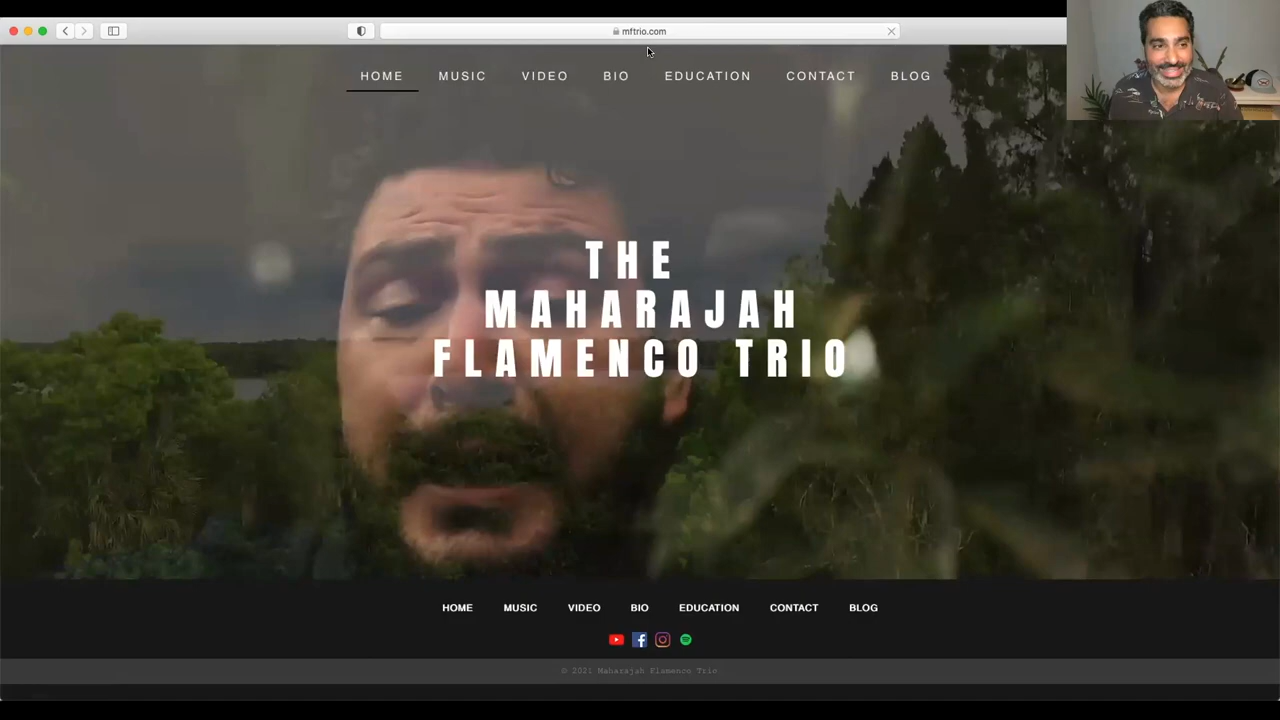 mftrio.com
HOME MUSIC VIDEO BIO EDUCATION CONTACT BLOG
THE
MAHARAJAH
FLAMENCO TRIO
HOME MUSIC VIDEO BIO EDUCATION CONTACT BLOG
© 2021 Maharajah Flamenco Trio